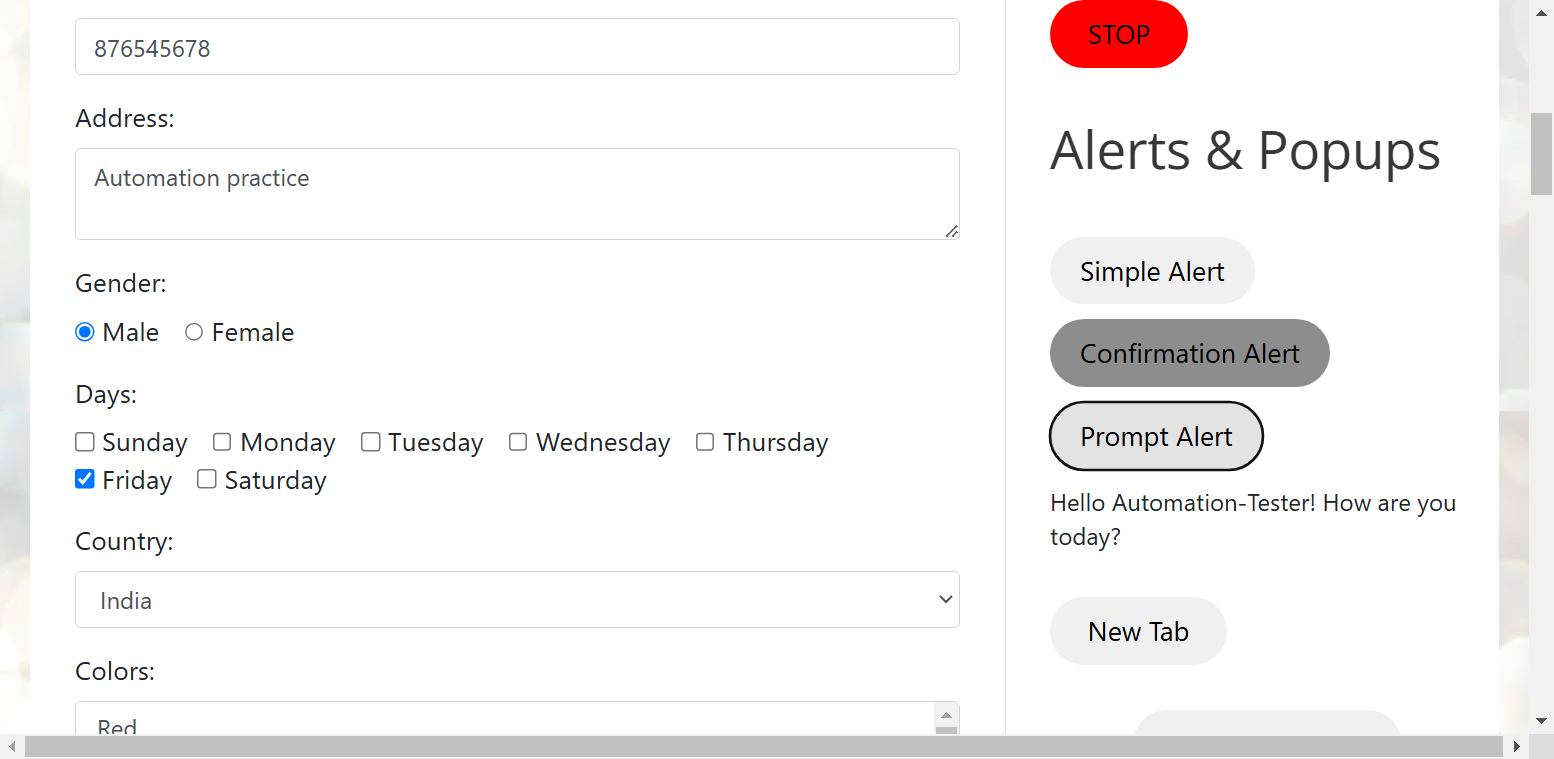 876545678
Address:
Automation practice
Gender:
Male Female
Days:
Sunday Monday Tuesday Wednesday Thursday
Friday Saturday
Country:
India
Colors:
Red
STOP
Alerts & Popups
Simple Alert
Confirmation Alert
Prompt Alert
Hello Automation-Tester! How are you
today?
New Tab